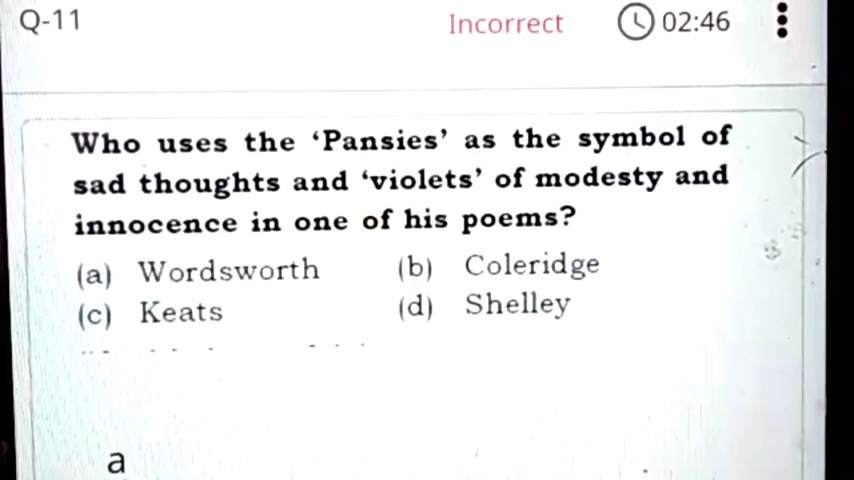 Q-11 Incorrect 02:46
Who uses the ‘Pansies’ as the symbol of
sad thoughts and ‘violets’ of modesty and
innocence in one of his poems?
(a) Wordsworth (b) Coleridge
(c) Keats (d) Shelley
a